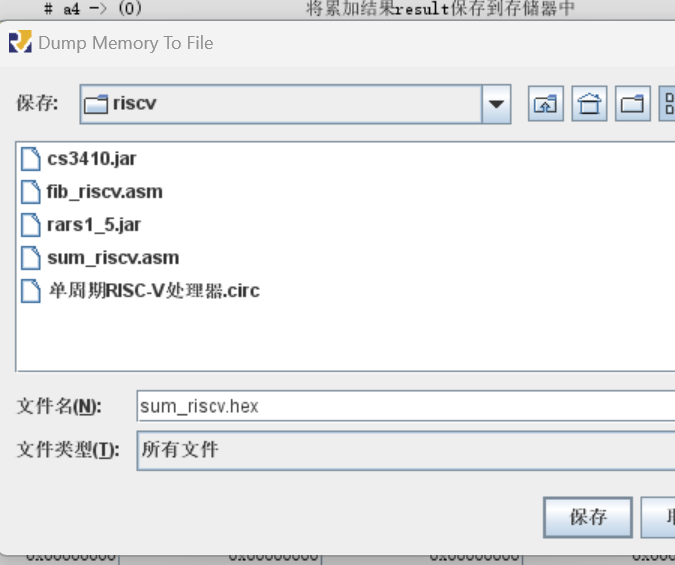 # a4 -> (0) 将累加结果result保存到存储器中
Dump Memory To File
保存: riscv
cs3410.jar
fib_riscv.asm
rars1_5.jar
sum_riscv.asm
单周期RISC-V处理器.circ
文件名(N): sum_riscv.hex
文件类型(T): 所有文件
保存